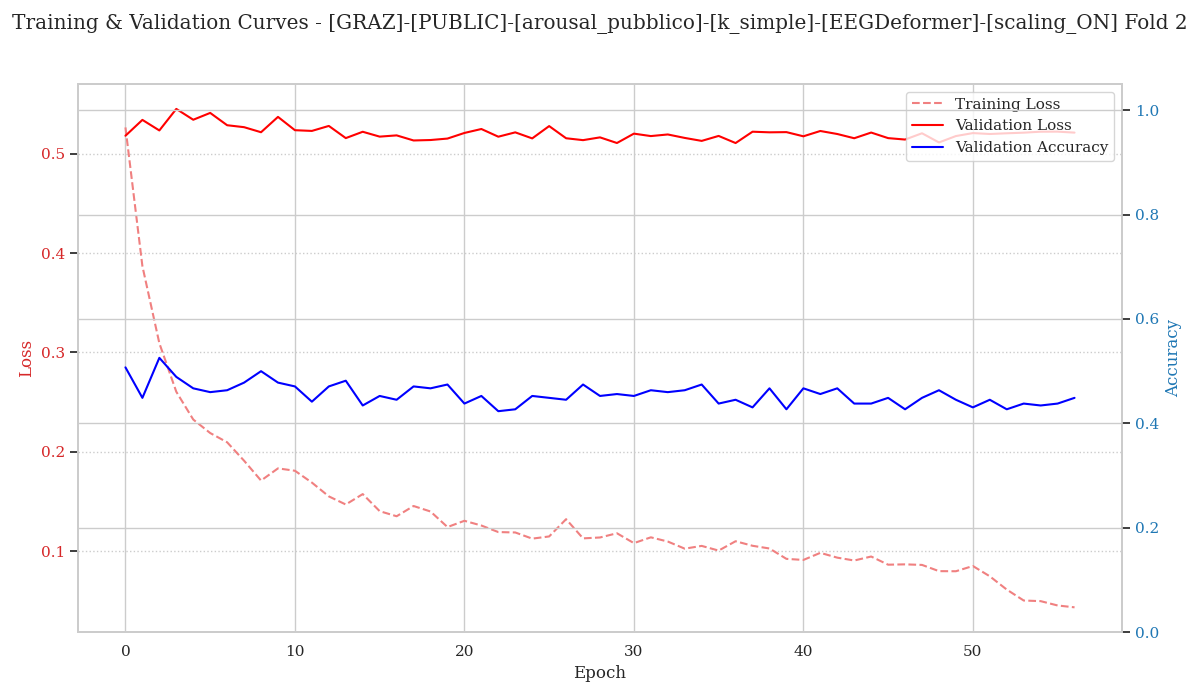 Training & Validation Curves - [GRAZ]-[PUBLIC]-[arousal_pubblico]-[k_simple]-[EEGDeformer]-[scaling_ON] Fold 2
Training Loss
Validation Loss
Validation Accuracy
Loss
0.5
0.4
0.3
0.2
0.1
1.0
0.8
0.6
0.4
0.2
0.0
Accuracy
0 10 20 30 40 50
Epoch